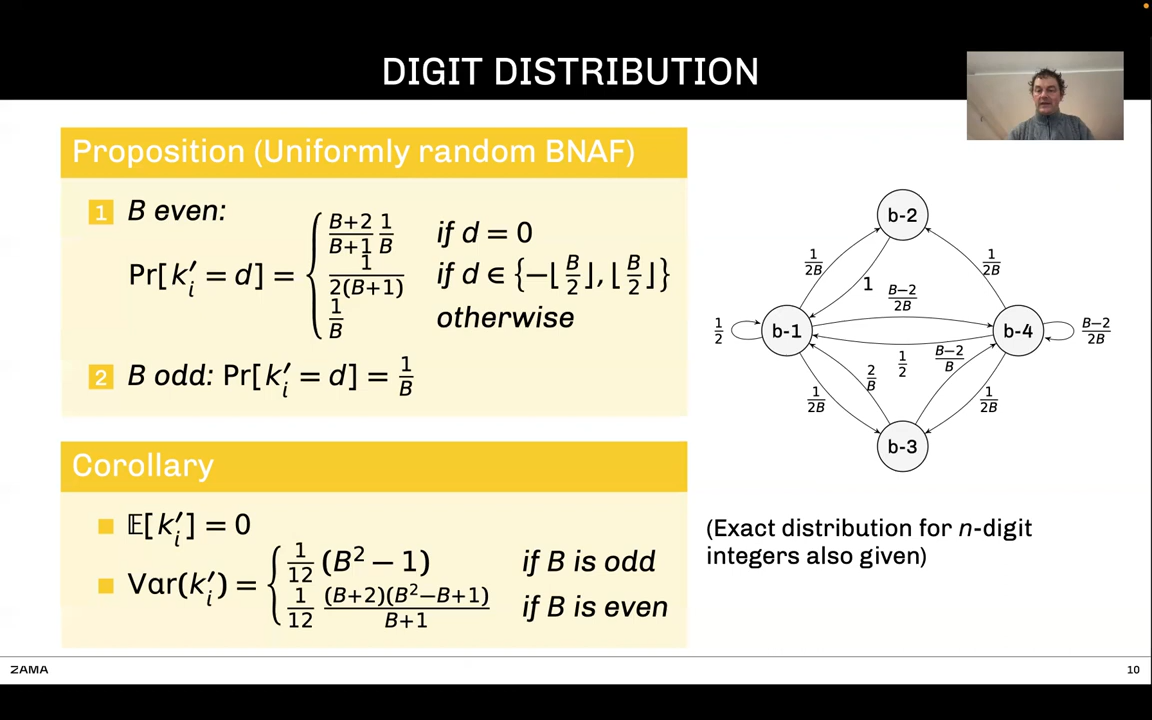 DIGIT DISTRIBUTION
Proposition (Uniformly random BNAF)
1 B even:
Pr[k′_i = d] = { B+2/B+1 1/B if d = 0
1/2(B+1) if d ∈ {−⌊B/2⌋, ⌊B/2⌋}
1/B otherwise
2 B odd: Pr[k′_i = d] = 1/B
Corollary
𝔼[k′_i] = 0
Var(k′_i) = { 1/12 (B² − 1) if B is odd
1/12 (B+2)(B²−B+1)/B+1 if B is even
b-2
1/2B
1/2B
1
B−2/2B
1/2
b-1
b-4
B−2/2B
1/2
B−2/B
2/B
1/2B
1/2B
b-3
(Exact distribution for n-digit
integers also given)
ZAMA
10